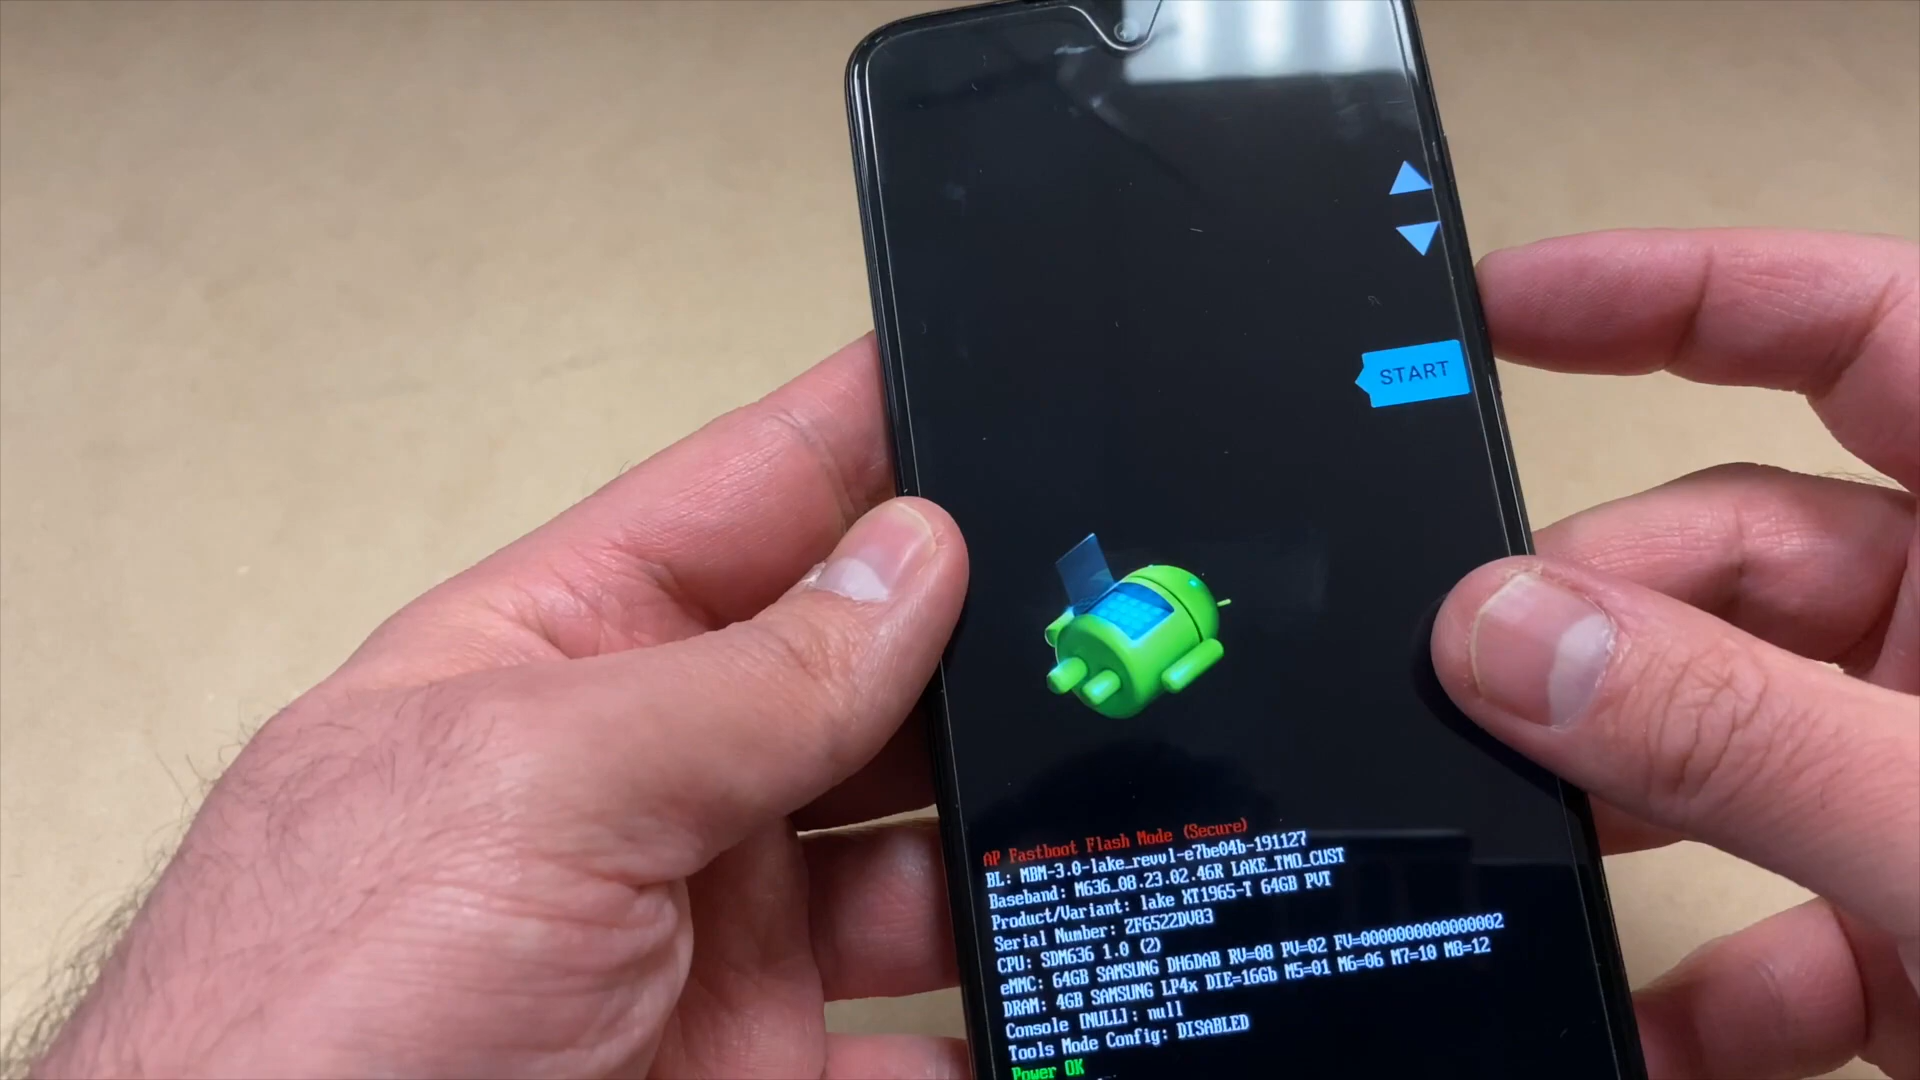 START
AP Fastboot Flash Mode (Secure)
BL: MBM-3.0-lake_revvl-e7be04b-191127
Baseband: M636_08.23.02.46R LAKE_TMO_CUST
Product/Variant: lake XT1965-T 64GB PVT
Serial Number: ZF6522DV83
CPU: SDM636 1.0 (2)
eMMC: 64GB SAMSUNG DH6DAB RV=08 PV=02 FV=0000000000000002
DRAM: 4GB SAMSUNG LP4x DIE=16Gb M5=01 M6=06 M7=10 M8=12
Console [NULL]: null
Tools Mode Config: DISABLED
Power OK